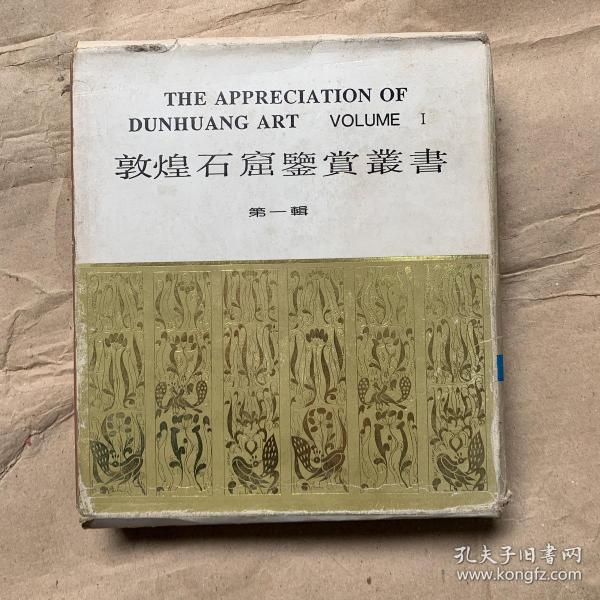 THE APPRECIATION OF
DUNHUANG ART VOLUME I
敦煌石窟鑒賞叢書
第一輯
孔夫子旧书网
www.kongfz.com